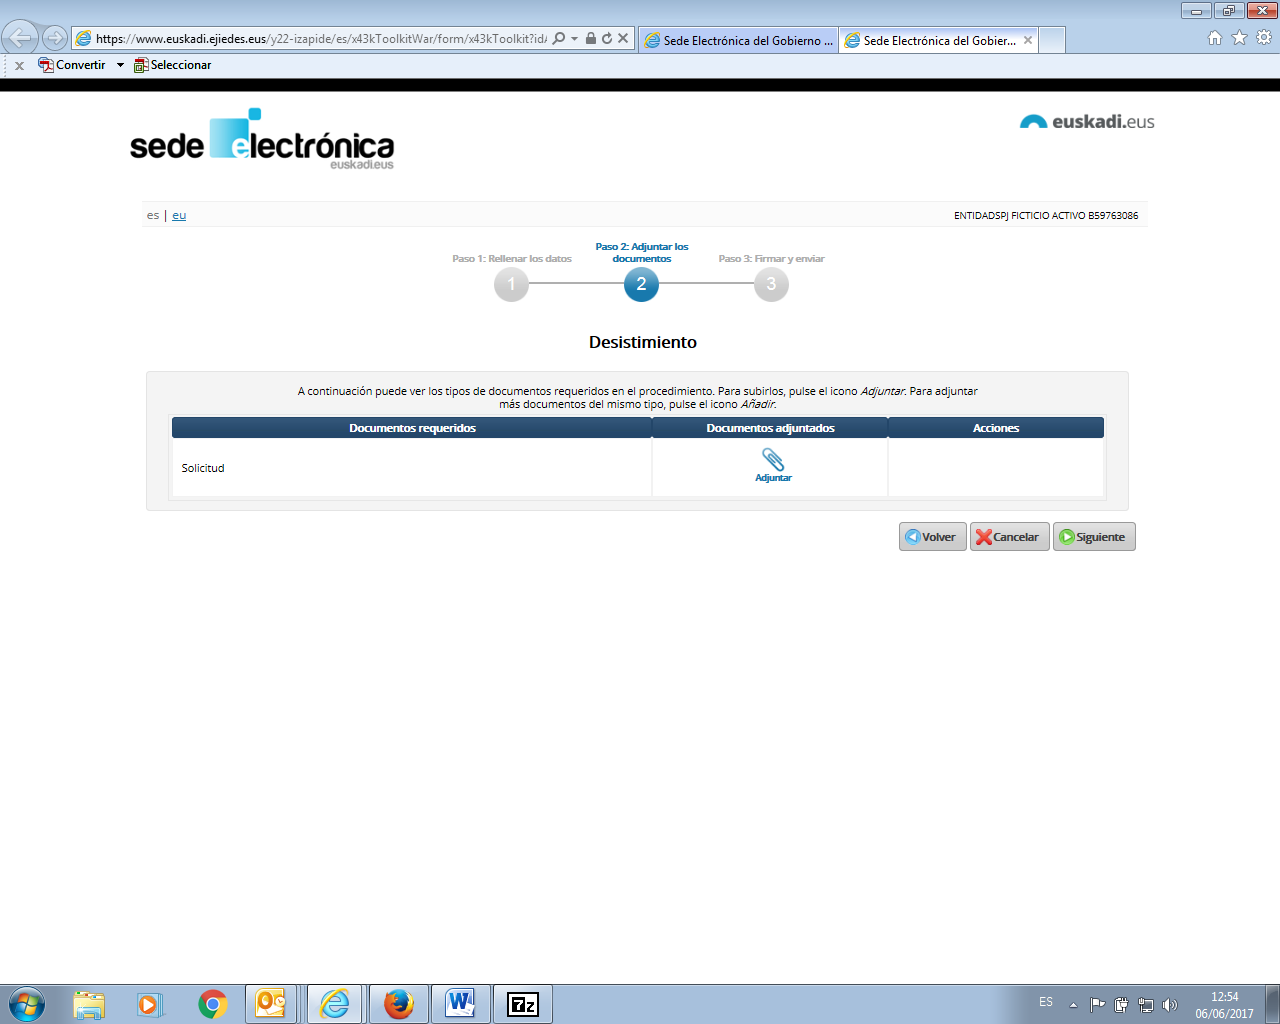 https://www.euskadi.ejiedes.eus/y22-izapide/es/x43kToolkitWar/form/x43kToolkit?id
Sede Electrónica del Gobierno ...
Sede Electrónica del Gobier...
Convertir
Seleccionar
sede electrónica
euskadi.eus
euskadi.eus
es | eu
ENTIDADSPJ FICTICIO ACTIVO B59763086
Paso 1: Rellenar los datos
Paso 2: Adjuntar los
documentos
Paso 3: Firmar y enviar
1
2
3
Desistimiento
A continuación puede ver los tipos de documentos requeridos en el procedimiento. Para subirlos, pulse el icono Adjuntar. Para adjuntar
más documentos del mismo tipo, pulse el icono Añadir.
Documentos requeridos
Documentos adjuntados
Acciones
Solicitud
Adjuntar
Volver
Cancelar
Siguiente
7z
ES
12:54
06/06/2017